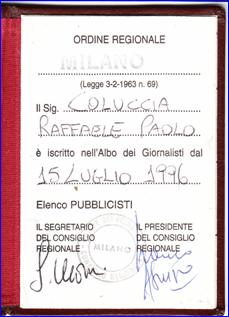 ORDINE REGIONALE
MILANO
(Legge 3-2-1963 n. 69)
Il Sig. COLUCCIA
RAFFAELE PAOLO
è iscritto nell'Albo dei Giornalisti dal
15 LUGLIO 1996
Elenco PUBBLICISTI
IL SEGRETARIO IL PRESIDENTE
DEL CONSIGLIO DEL CONSIGLIO
REGIONALE REGIONALE
MILANO